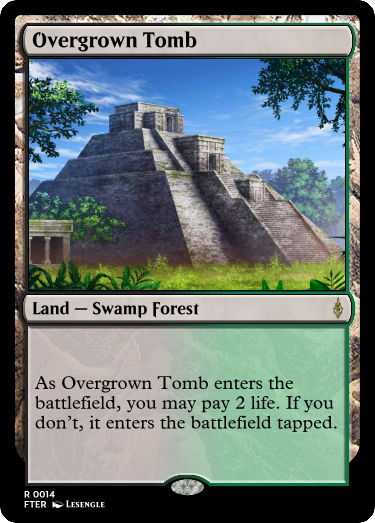 Overgrown Tomb
Land — Swamp Forest
As Overgrown Tomb enters the
battlefield, you may pay 2 life. If you
don't, it enters the battlefield tapped.
R 0014
FTER Lesengle